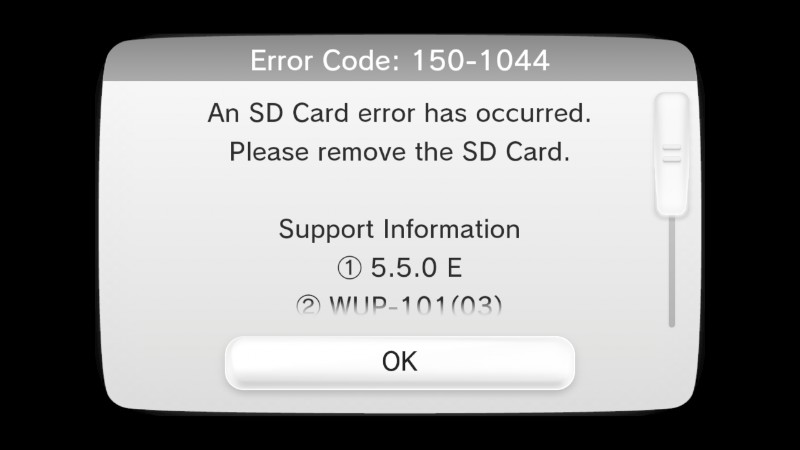 Error Code: 150-1044
An SD Card error has occurred.
Please remove the SD Card.
Support Information
① 5.5.0 E
② WUP-101(03)
OK